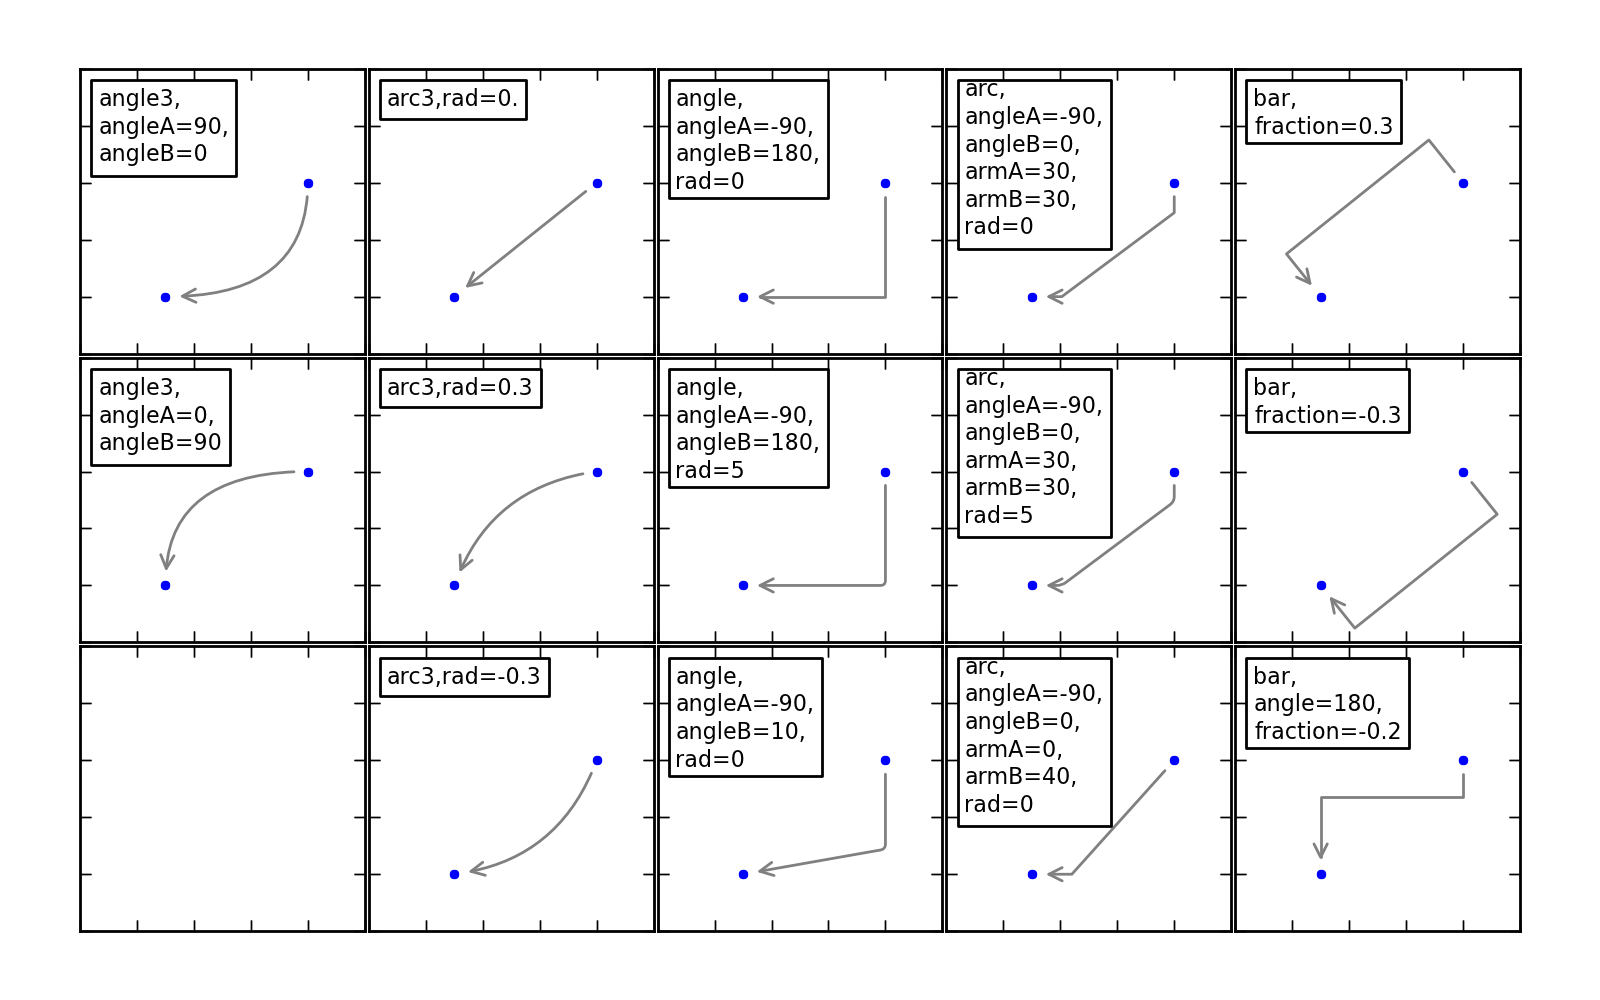 angle3,
angleA=90,
angleB=0
arc3,rad=0.
angle,
angleA=-90,
angleB=180,
rad=0
arc,
angleA=-90,
angleB=0,
armA=30,
armB=30,
rad=0
bar,
fraction=0.3
angle3,
angleA=0,
angleB=90
arc3,rad=0.3
angle,
angleA=-90,
angleB=180,
rad=5
arc,
angleA=-90,
angleB=0,
armA=30,
armB=30,
rad=5
bar,
fraction=-0.3
arc3,rad=-0.3
angle,
angleA=-90,
angleB=10,
rad=0
arc,
angleA=-90,
angleB=0,
armA=0,
armB=40,
rad=0
bar,
angle=180,
fraction=-0.2